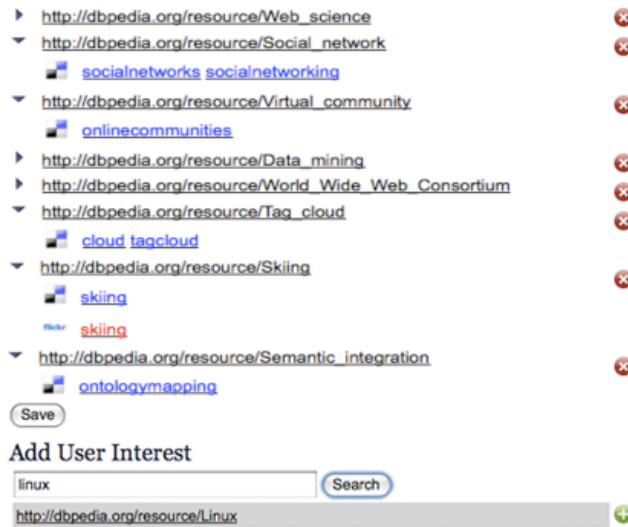 http://dbpedia.org/resource/Web_science
http://dbpedia.org/resource/Social_network
socialnetworks socialnetworking
http://dbpedia.org/resource/Virtual_community
onlinecommunities
http://dbpedia.org/resource/Data_mining
http://dbpedia.org/resource/World_Wide_Web_Consortium
http://dbpedia.org/resource/Tag_cloud
cloud tagcloud
http://dbpedia.org/resource/Skiing
skiing
flickr skiing
http://dbpedia.org/resource/Semantic_integration
ontologymapping
Save
Add User Interest
linux Search
http://dbpedia.org/resource/Linux